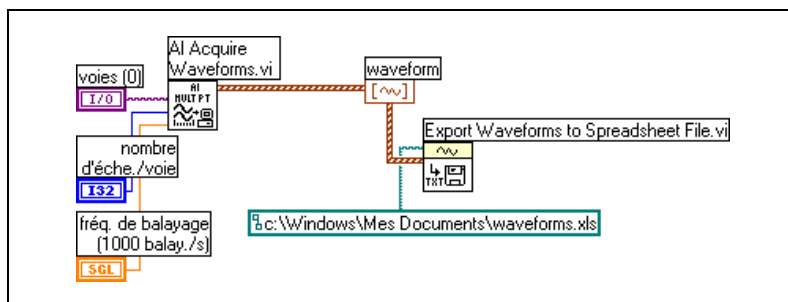 AI Acquire
Waveforms.vi
voies (0)
I/O
AI
MULT PT
waveform
nombre
d'éche./voie
I32
Export Waveforms to Spreadsheet File.vi
TXT
fréq. de balayage
(1000 balay./s)
SGL
c:\Windows\Mes Documents\waveforms.xls